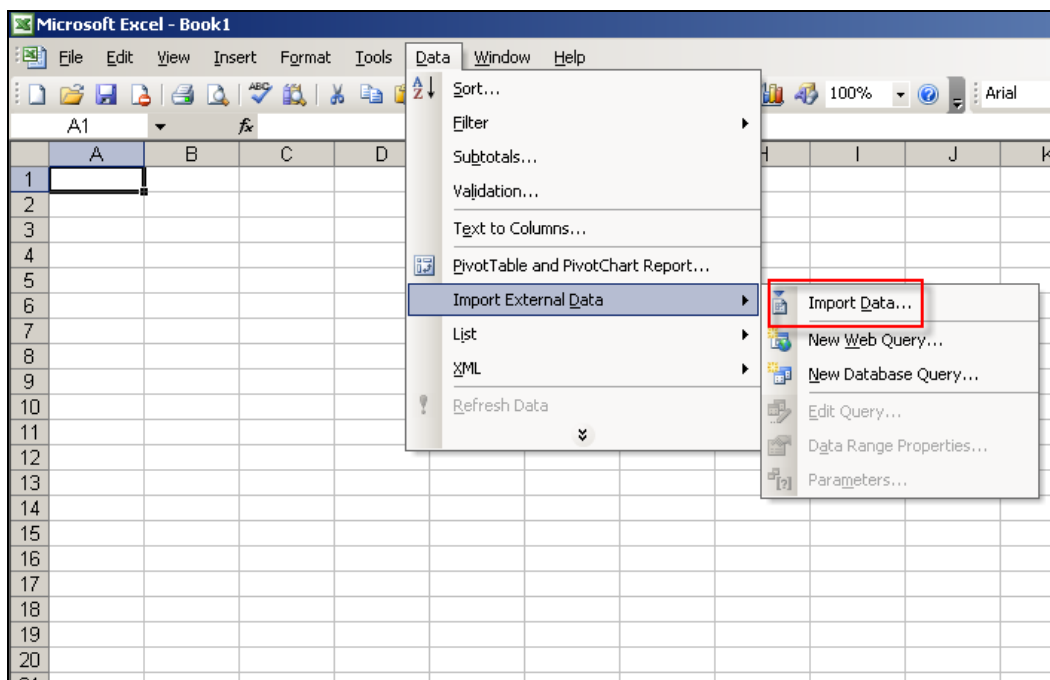 Microsoft Excel - Book1
File Edit View Insert Format Tools Data Window Help
ABC 100% Arial
A1 fx
A B C D H I J K
1
2
3
4
5
6
7
8
9
10
11
12
13
14
15
16
17
18
19
20
21
Sort...
Filter
Subtotals...
Validation...
Text to Columns...
PivotTable and PivotChart Report...
Import External Data
List
XML
Refresh Data
Import Data...
New Web Query...
New Database Query...
Edit Query...
Data Range Properties...
Parameters...